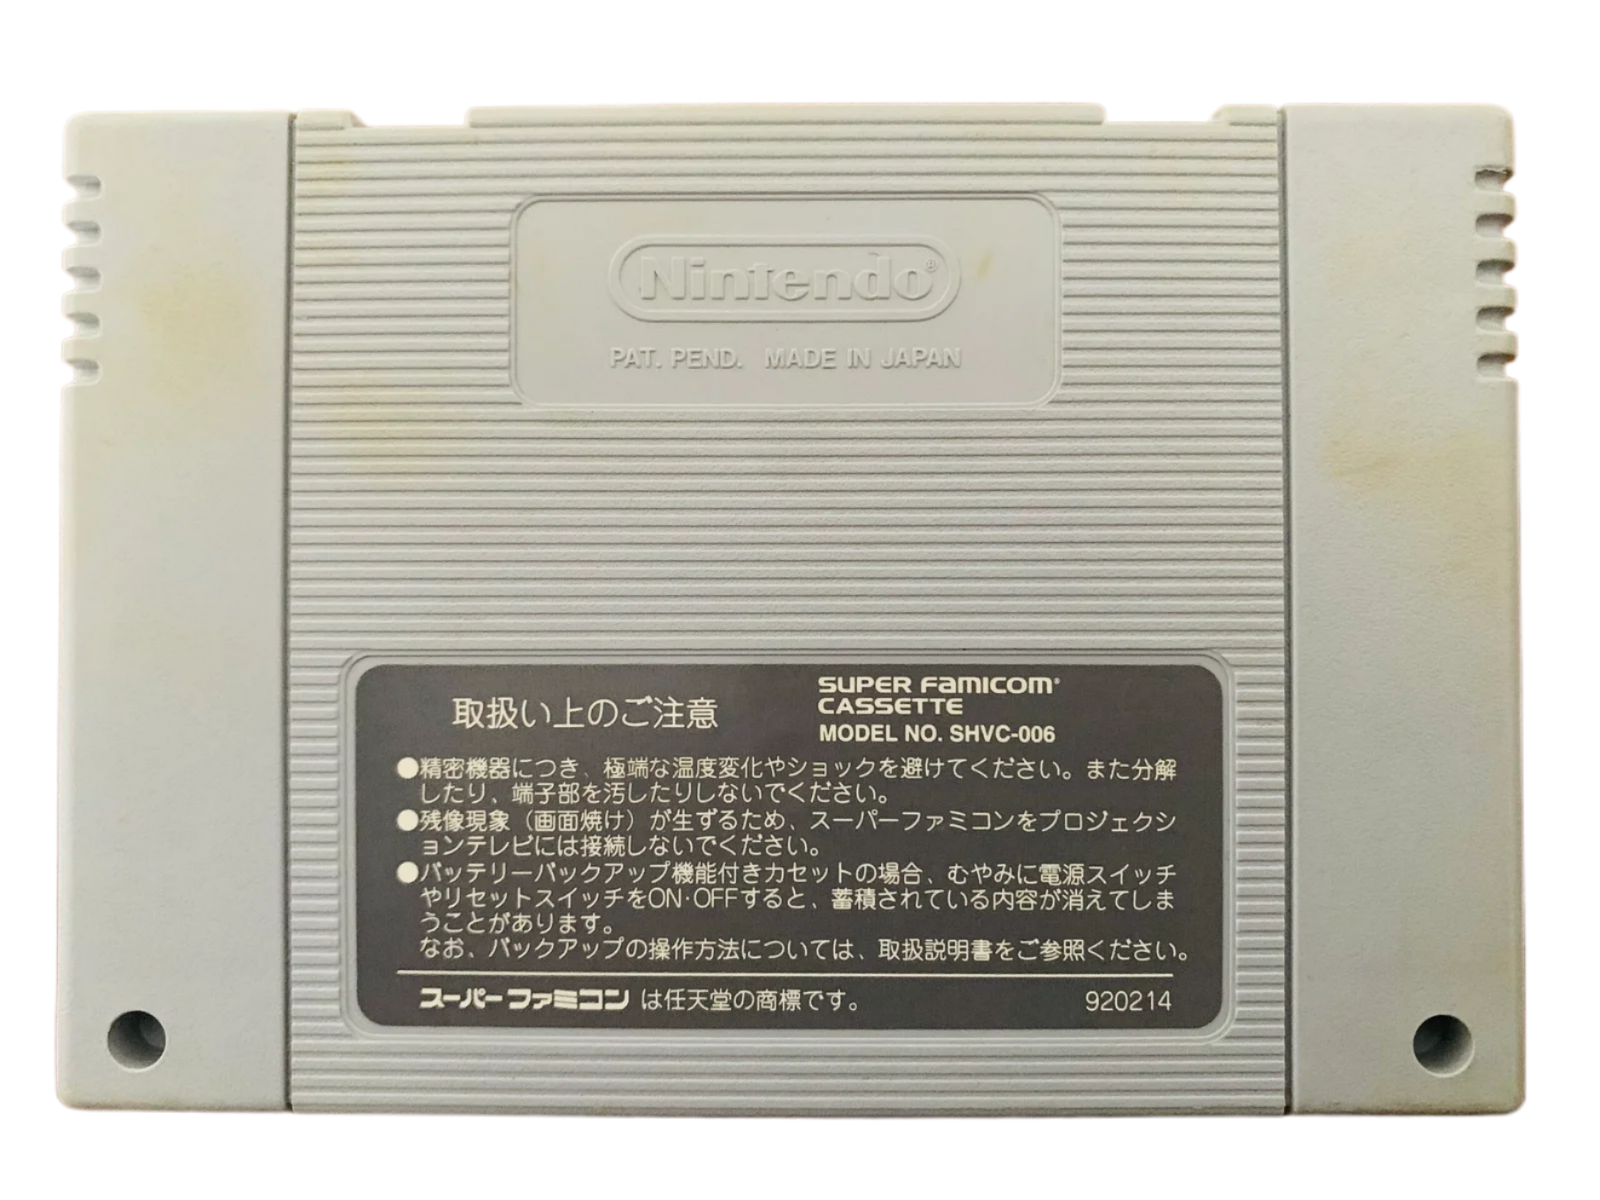 Nintendo®
PAT. PEND. MADE IN JAPAN
取扱い上のご注意
SUPER FAMICOM®
CASSETTE
MODEL NO. SHVC-006
●精密機器につき、極端な温度変化やショックを避けてください。また分解
したり、端子部を汚したりしないでください。
●残像現象（画面焼け）が生ずるため、スーパーファミコンをプロジェクシ
ョンテレビには接続しないでください。
●バッテリーバックアップ機能付きカセットの場合、むやみに電源スイッチ
やリセットスイッチをON·OFFすると、蓄積されている内容が消えてしま
うことがあります。
なお、バックアップの操作方法については、取扱説明書をご参照ください。
スーパーファミコン は任天堂の商標です。 920214